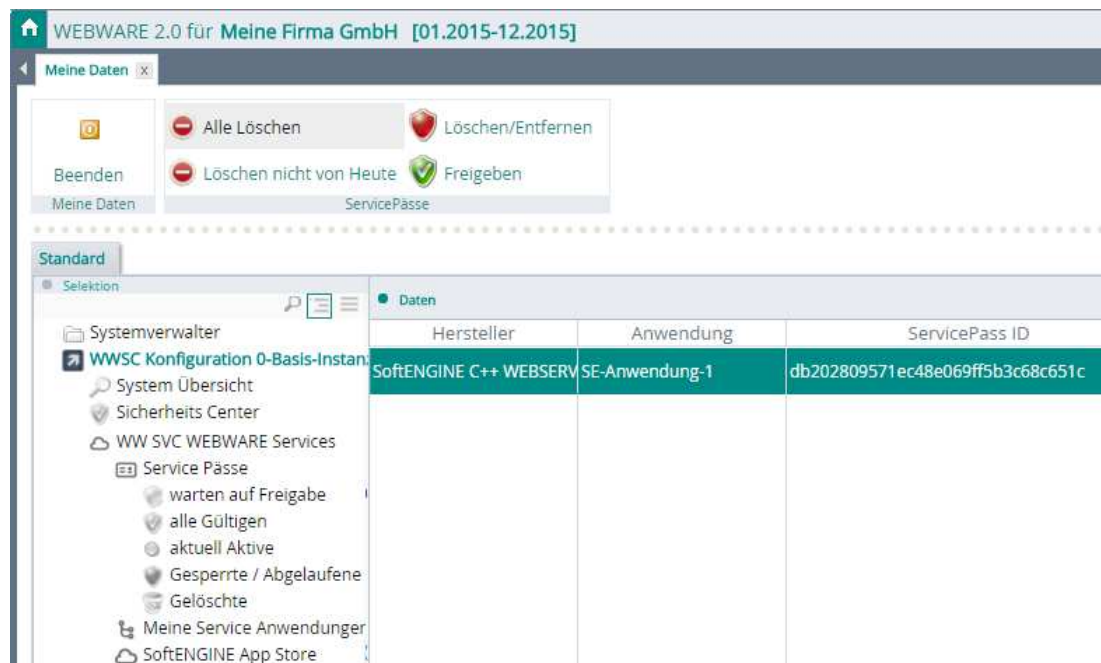 WEBWARE 2.0 für Meine Firma GmbH [01.2015-12.2015]
Meine Daten x
Alle Löschen
Löschen/Entfernen
Beenden
Löschen nicht von Heute
Freigeben
Meine Daten
ServicePässe
Standard
Selektion
Daten
Hersteller
Anwendung
ServicePass ID
SoftENGINE C++ WEBSERV
SE-Anwendung-1
db202809571ec48e069ff5b3c68c651c
Systemverwalter
WWSC Konfiguration 0-Basis-Instan
System Übersicht
Sicherheits Center
WW SVC WEBWARE Services
Service Pässe
warten auf Freigabe
alle Gültigen
aktuell Aktive
Gesperrte / Abgelaufene
Gelöschte
Meine Service Anwendunger
SoftENGINE App Store